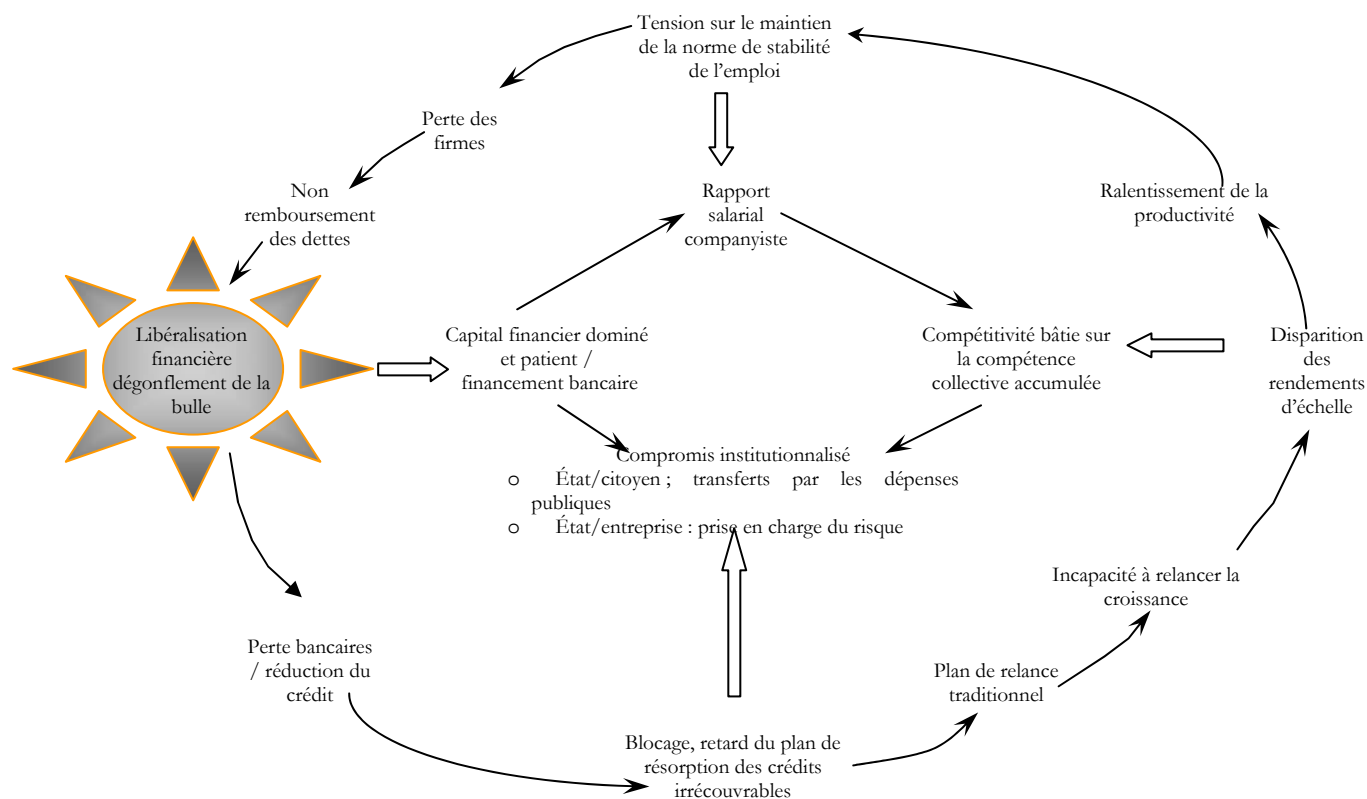 Tension sur le maintien
de la norme de stabilité
de l'emploi
Perte des
firmes
Non
remboursement
des dettes
Rapport
salarial
companyiste
Ralentissement de la
productivité
Libéralisation
financière
dégonflement de la
bulle
Capital financier dominé
et patient /
financement bancaire
Compétitivité bâtie sur
la compétence
collective accumulée
Disparition
des
rendements
d'échelle
Compromis institutionnalisé
o État/citoyen ; transferts par les dépenses
publiques
o État/entreprise : prise en charge du risque
Incapacité à relancer la
croissance
Perte bancaires
/ réduction du
crédit
Plan de relance
traditionnel
Blocage, retard du plan de
résorption des crédits
irrécouvrables